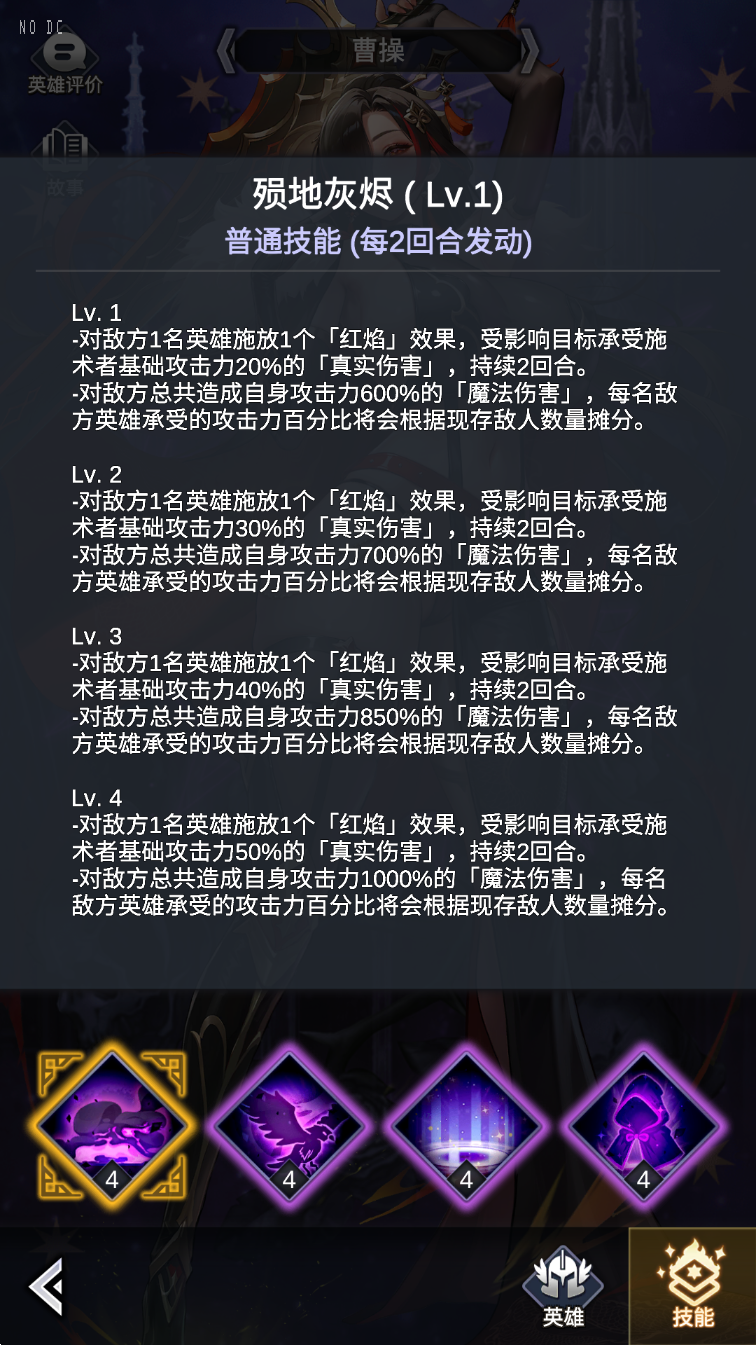 NO DC
英雄评价
曹操
故事
殒地灰烬 ( Lv.1)
普通技能 (每2回合发动)
Lv. 1
-对敌方1名英雄施放1个「红焰」效果，受影响目标承受施
术者基础攻击力20%的「真实伤害」，持续2回合。
-对敌方总共造成自身攻击力600%的「魔法伤害」，每名敌
方英雄承受的攻击力百分比将会根据现存敌人数量摊分。
Lv. 2
-对敌方1名英雄施放1个「红焰」效果，受影响目标承受施
术者基础攻击力30%的「真实伤害」，持续2回合。
-对敌方总共造成自身攻击力700%的「魔法伤害」，每名敌
方英雄承受的攻击力百分比将会根据现存敌人数量摊分。
Lv. 3
-对敌方1名英雄施放1个「红焰」效果，受影响目标承受施
术者基础攻击力40%的「真实伤害」，持续2回合。
-对敌方总共造成自身攻击力850%的「魔法伤害」，每名敌
方英雄承受的攻击力百分比将会根据现存敌人数量摊分。
Lv. 4
-对敌方1名英雄施放1个「红焰」效果，受影响目标承受施
术者基础攻击力50%的「真实伤害」，持续2回合。
-对敌方总共造成自身攻击力1000%的「魔法伤害」，每名
敌方英雄承受的攻击力百分比将会根据现存敌人数量摊分。
4
4
4
4
英雄
技能